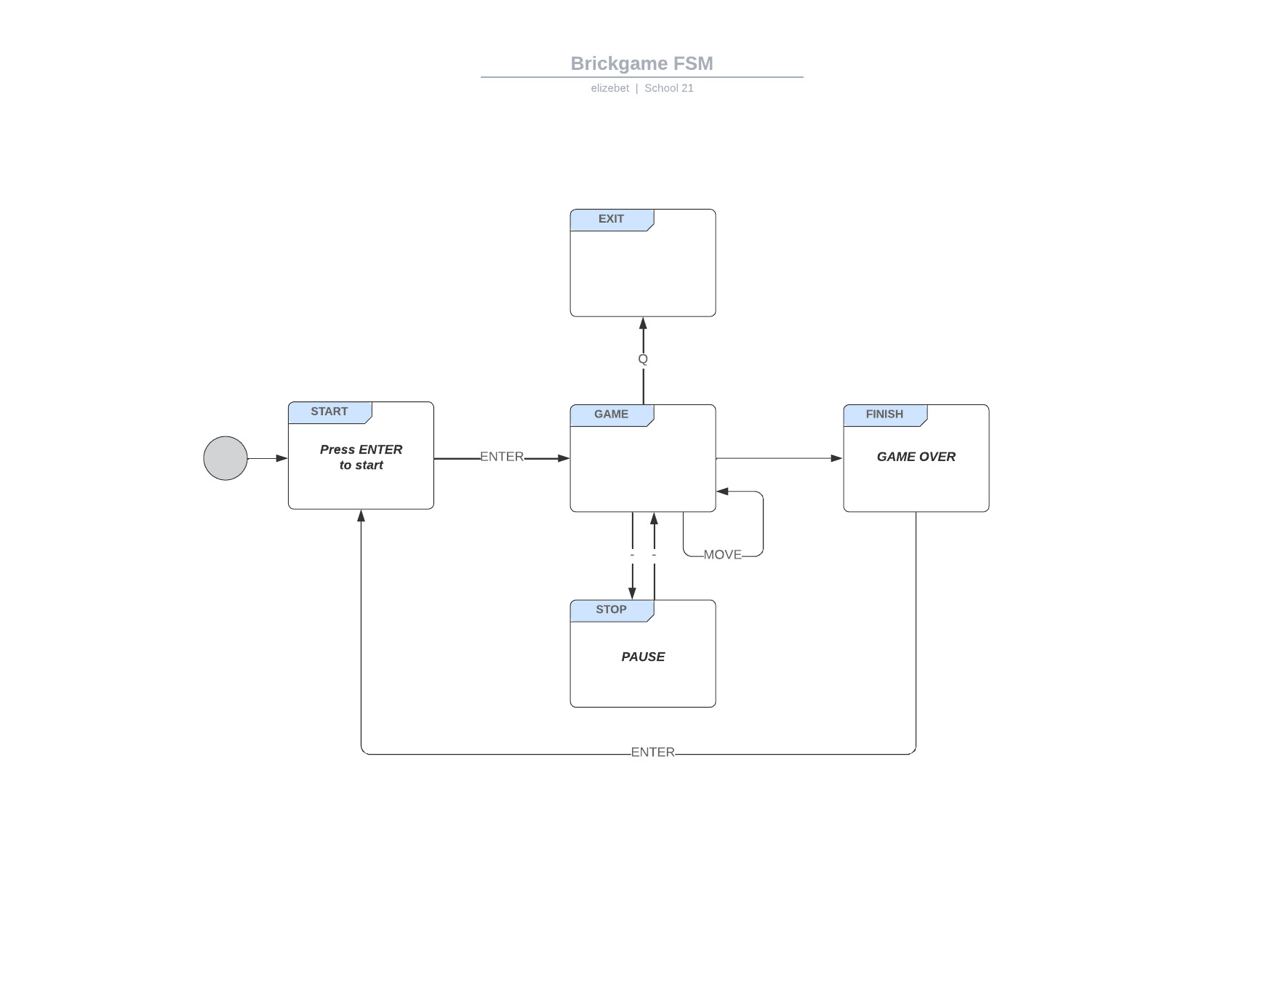 Brickgame FSM
elizebet | School 21
EXIT
Q
START
Press ENTER
to start
ENTER
GAME
FINISH
GAME OVER
- -
MOVE
STOP
PAUSE
ENTER